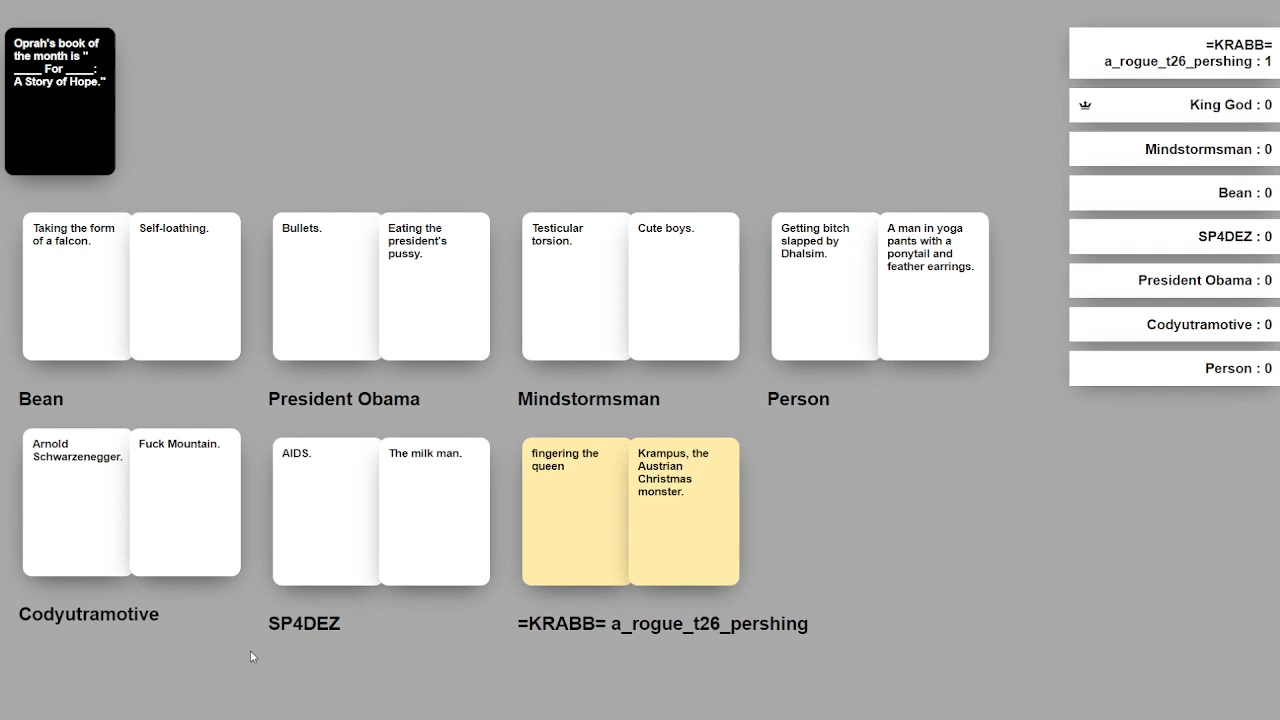 Oprah's book of
the month is "
____ For ____:
A Story of Hope."
=KRABB=
a_rogue_t26_pershing : 1
King God : 0
Mindstormsman : 0
Bean : 0
SP4DEZ : 0
President Obama : 0
Codyutramotive : 0
Person : 0
Taking the form
of a falcon.
Self-loathing.
Bullets.
Eating the
president's
pussy.
Testicular
torsion.
Cute boys.
Getting bitch
slapped by
Dhalsim.
A man in yoga
pants with a
ponytail and
feather earrings.
Bean
President Obama
Mindstormsman
Person
Arnold
Schwarzenegger.
Fuck Mountain.
AIDS.
The milk man.
fingering the
queen
Krampus, the
Austrian
Christmas
monster.
Codyutramotive
SP4DEZ
=KRABB= a_rogue_t26_pershing